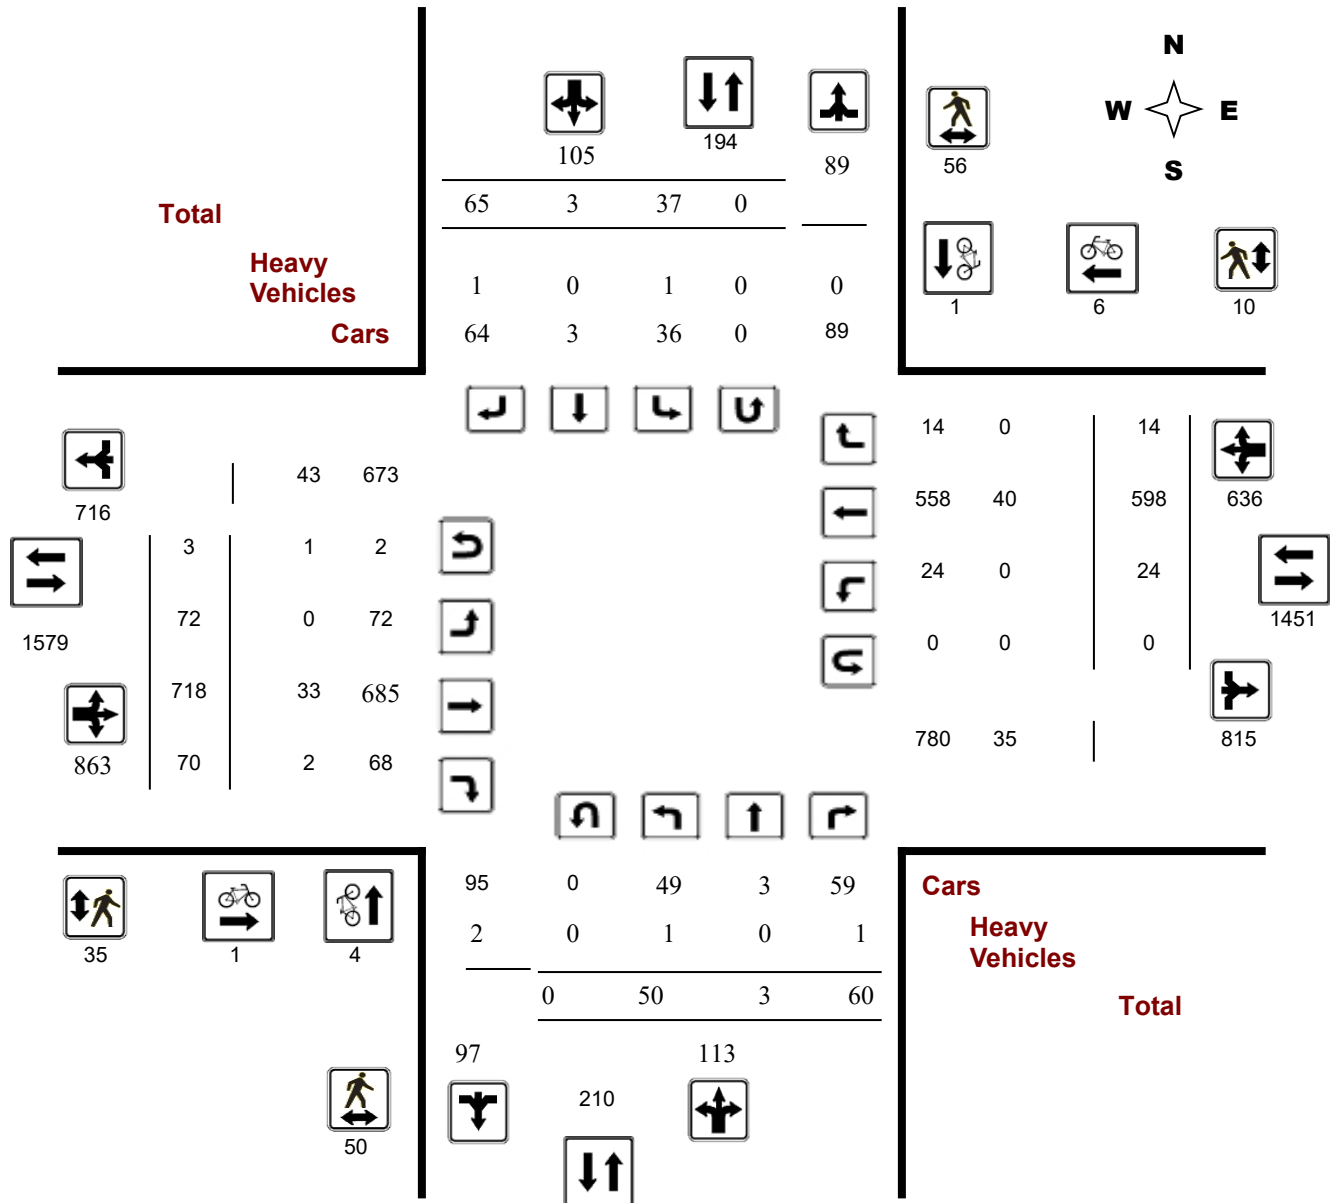 N
W E
S
105 194 89 56
Total
65 3 37 0
Heavy
Vehicles
1 0 1 0 0
1 6 10
Cars
64 3 36 0 89
14 0 14
43 673
716
558 40 598 636
3 1 2
24 0 24
72 0 72
1579
1451
0 0 0
718 33 685
780 35 815
863 70 2 68
95 0 49 3 59
Cars
2 0 1 0 1
Heavy
Vehicles
35 1 4
0 50 3 60
Total
97 113
210
50